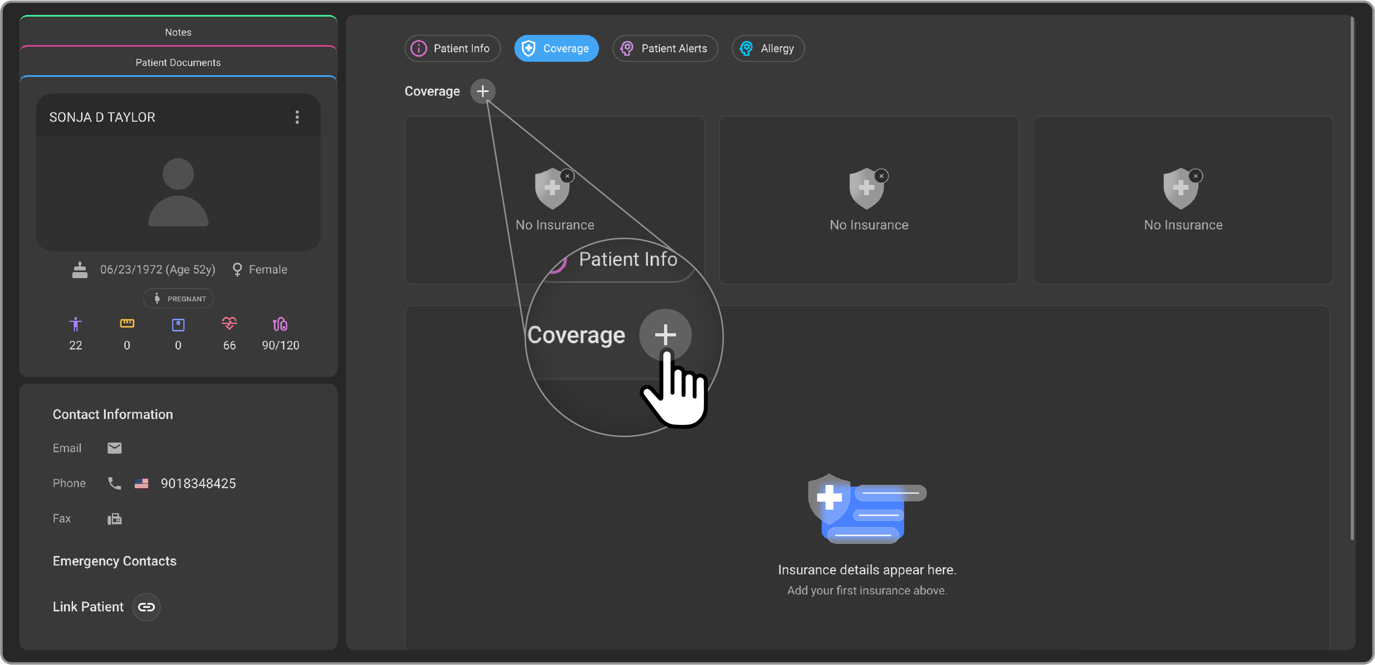 Notes
Patient Documents
SONJA D TAYLOR
06/23/1972 (Age 52y) Female
PREGNANT
22 0 0 66 90/120
Contact Information
Email
Phone 9018348425
Fax
Emergency Contacts
Link Patient
Patient Info Coverage Patient Alerts Allergy
Coverage
No Insurance No Insurance No Insurance
Patient Info
Coverage
Insurance details appear here.
Add your first insurance above.